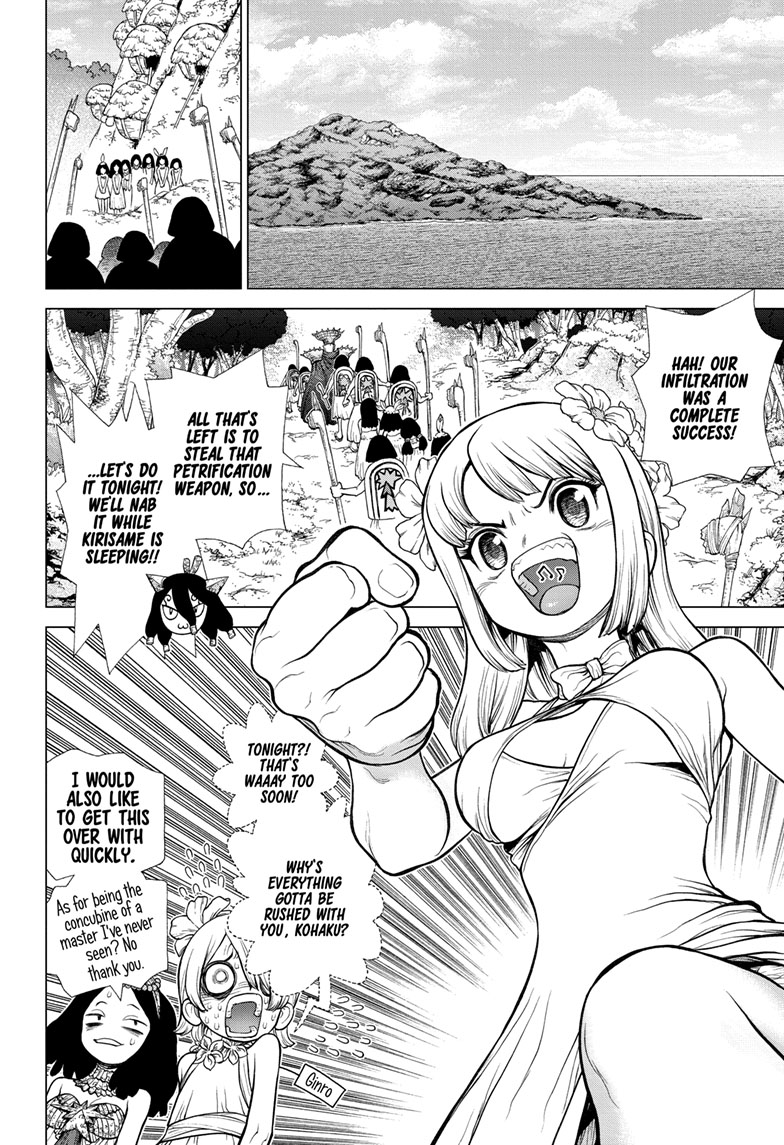 HAH! OUR
INFILTRATION
WAS A
COMPLETE
SUCCESS!
ALL THAT'S
LEFT IS TO
STEAL THAT
PETRIFICATION
WEAPON, SO...
...LET'S DO
IT TONIGHT!
WE'LL NAB
IT WHILE
KIRISAME IS
SLEEPING!!
TONIGHT?!
THAT'S
WAAAY TOO
SOON!
WHY'S
EVERYTHING
GOTTA BE
RUSHED WITH
YOU, KOHAKU?
I WOULD
ALSO LIKE
TO GET THIS
OVER WITH
QUICKLY.
As for being the
concubine of a
master I've never
seen? No
thank you.
Ginro